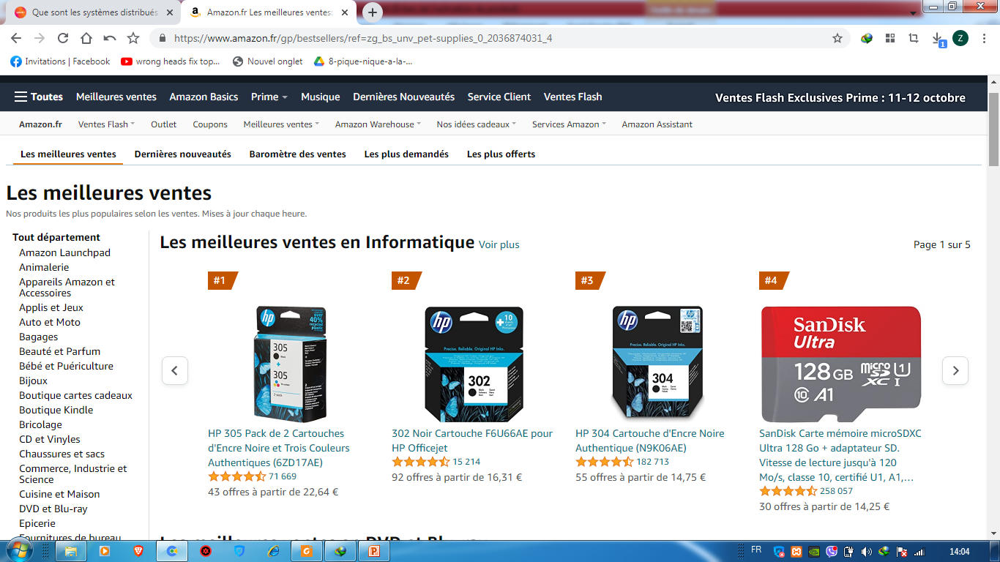 Que sont les systèmes distribués
Amazon.fr Les meilleures ventes:
https://www.amazon.fr/gp/bestsellers/ref=zg_bs_unv_pet-supplies_0_2036874031_4
Z
1
Invitations | Facebook
wrong heads fix top...
Nouvel onglet
8-pique-nique-a-la-...
Toutes
Meilleures ventes
Amazon Basics
Prime
Musique
Dernières Nouveautés
Service Client
Ventes Flash
Ventes Flash Exclusives Prime : 11-12 octobre
Amazon.fr
Ventes Flash
Outlet
Coupons
Meilleures ventes
Amazon Warehouse
Nos idées cadeaux
Services Amazon
Amazon Assistant
Les meilleures ventes
Dernières nouveautés
Baromètre des ventes
Les plus demandés
Les plus offerts
Les meilleures ventes
Nos produits les plus populaires selon les ventes. Mises à jour chaque heure.
Tout département
Amazon Launchpad
Animalerie
Appareils Amazon et
Accessoires
Applis et Jeux
Auto et Moto
Bagages
Beauté et Parfum
Bébé et Puériculture
Bijoux
Boutique cartes cadeaux
Boutique Kindle
Bricolage
CD et Vinyles
Chaussures et sacs
Commerce, Industrie et
Science
Cuisine et Maison
DVD et Blu-ray
Epicerie
Fournitures de bureau
Les meilleures ventes en Informatique
Voir plus
Page 1 sur 5
#1
hp
over
40%
recycled
plastic
305
Black
+
305
2-pack
HP 305 Pack de 2 Cartouches
d'Encre Noire et Trois Couleurs
Authentiques (6ZD17AE)
71 669
43 offres à partir de 22,64 €
#2
hp
+10
Precise. Reliable. Original HP Inks.
302
302 Noir Cartouche F6U66AE pour
HP Officejet
15 214
92 offres à partir de 16,31 €
#3
hp
Precise. Reliable. Original HP Inks.
304
HP 304 Cartouche d'Encre Noire
Authentique (N9K06AE)
182 713
55 offres à partir de 14,75 €
#4
SanDisk
Ultra
128 GB
micro SD XC I
U 1
10 A1
SanDisk Carte mémoire microSDXC
Ultra 128 Go + adaptateur SD.
Vitesse de lecture jusqu'à 120
Mo/s, classe 10, certifié U1, A1,...
258 057
30 offres à partir de 14,25 €
Les meilleures ventes en DVD et Blu-ray
FR
14:04